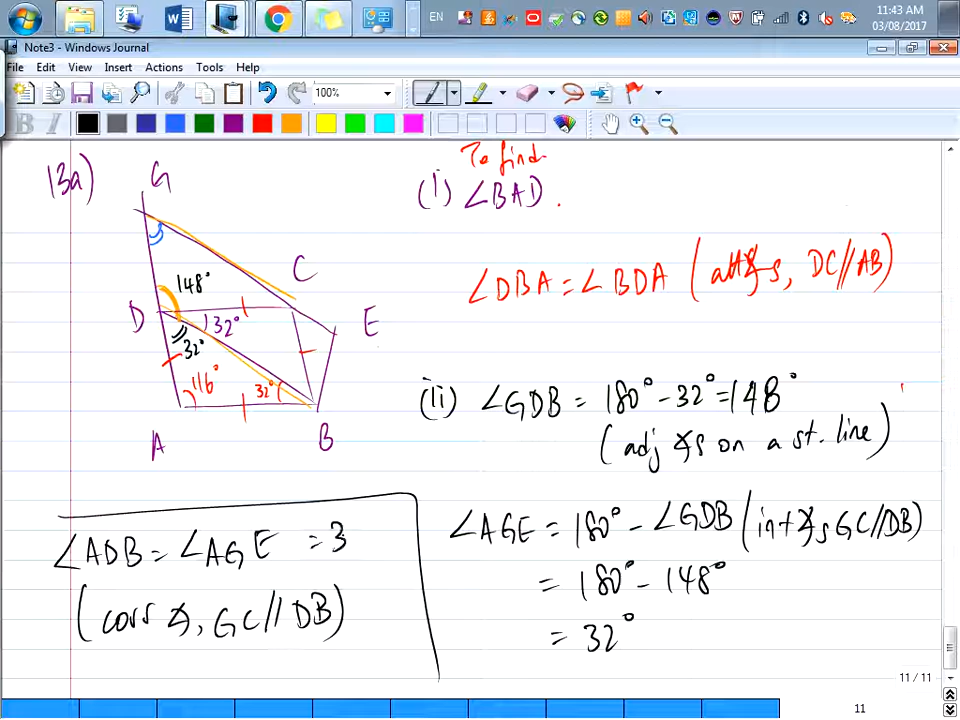 EN
11:43 AM
03/08/2017
Note3 - Windows Journal
File Edit View Insert Actions Tools Help
100%
B I
13a)
G
C
D
E
A
B
148°
32°
32°
116°
32°
To find
(i) ∠BAD.
∠DBA = ∠BDA (alt∠s, DC//AB)
(ii) ∠GDB = 180° - 32° = 148°
(adj ∠s on a st. line)
∠AGE = 180° - ∠GDB (int ∠s GC//DB)
= 180° - 148°
= 32°
∠ADB = ∠AGE = 3
(corr ∠, GC//DB)
11 / 11
11